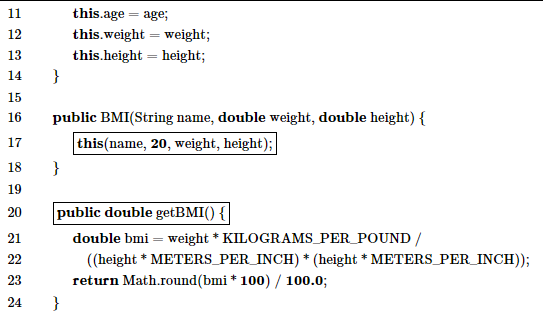 11 this.age = age;
12 this.weight = weight;
13 this.height = height;
14 }
15
16 public BMI(String name, double weight, double height) {
17 this(name, 20, weight, height);
18 }
19
20 public double getBMI() {
21 double bmi = weight * KILOGRAMS_PER_POUND /
22 ((height * METERS_PER_INCH) * (height * METERS_PER_INCH));
23 return Math.round(bmi * 100) / 100.0;
24 }